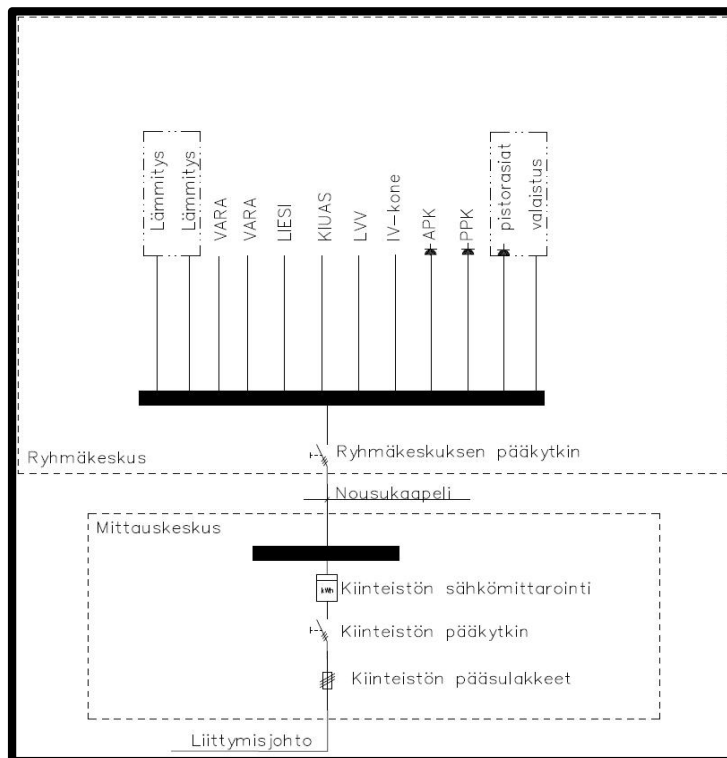 Lämmitys
Lämmitys
VARA
VARA
LIESI
KIUAS
LVV
IV-kone
APK
PPK
pistorasiat
valaistus
Ryhmäkeskuksen pääkytkin
Ryhmäkeskus
Nousukaapeli
Mittauskeskus
kWh
Kiinteistön sähkömittarointi
Kiinteistön pääkytkin
Kiinteistön pääsulakkeet
Liittymisjohto